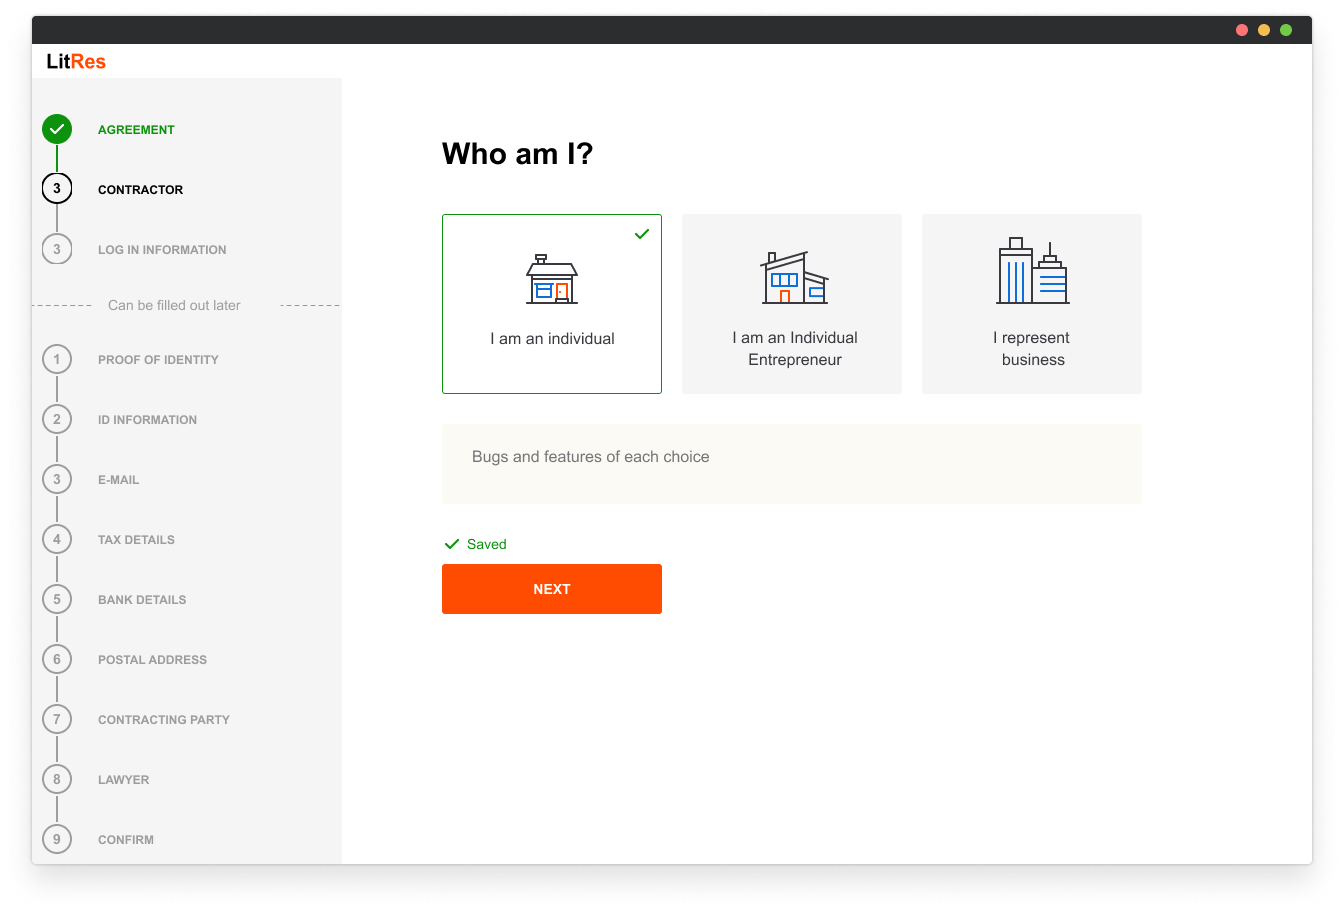 LitRes
AGREEMENT
3 CONTRACTOR
3 LOG IN INFORMATION
Can be filled out later
1 PROOF OF IDENTITY
2 ID INFORMATION
3 E-MAIL
4 TAX DETAILS
5 BANK DETAILS
6 POSTAL ADDRESS
7 CONTRACTING PARTY
8 LAWYER
9 CONFIRM
Who am I?
I am an individual
I am an Individual
Entrepreneur
I represent
business
Bugs and features of each choice
Saved
NEXT